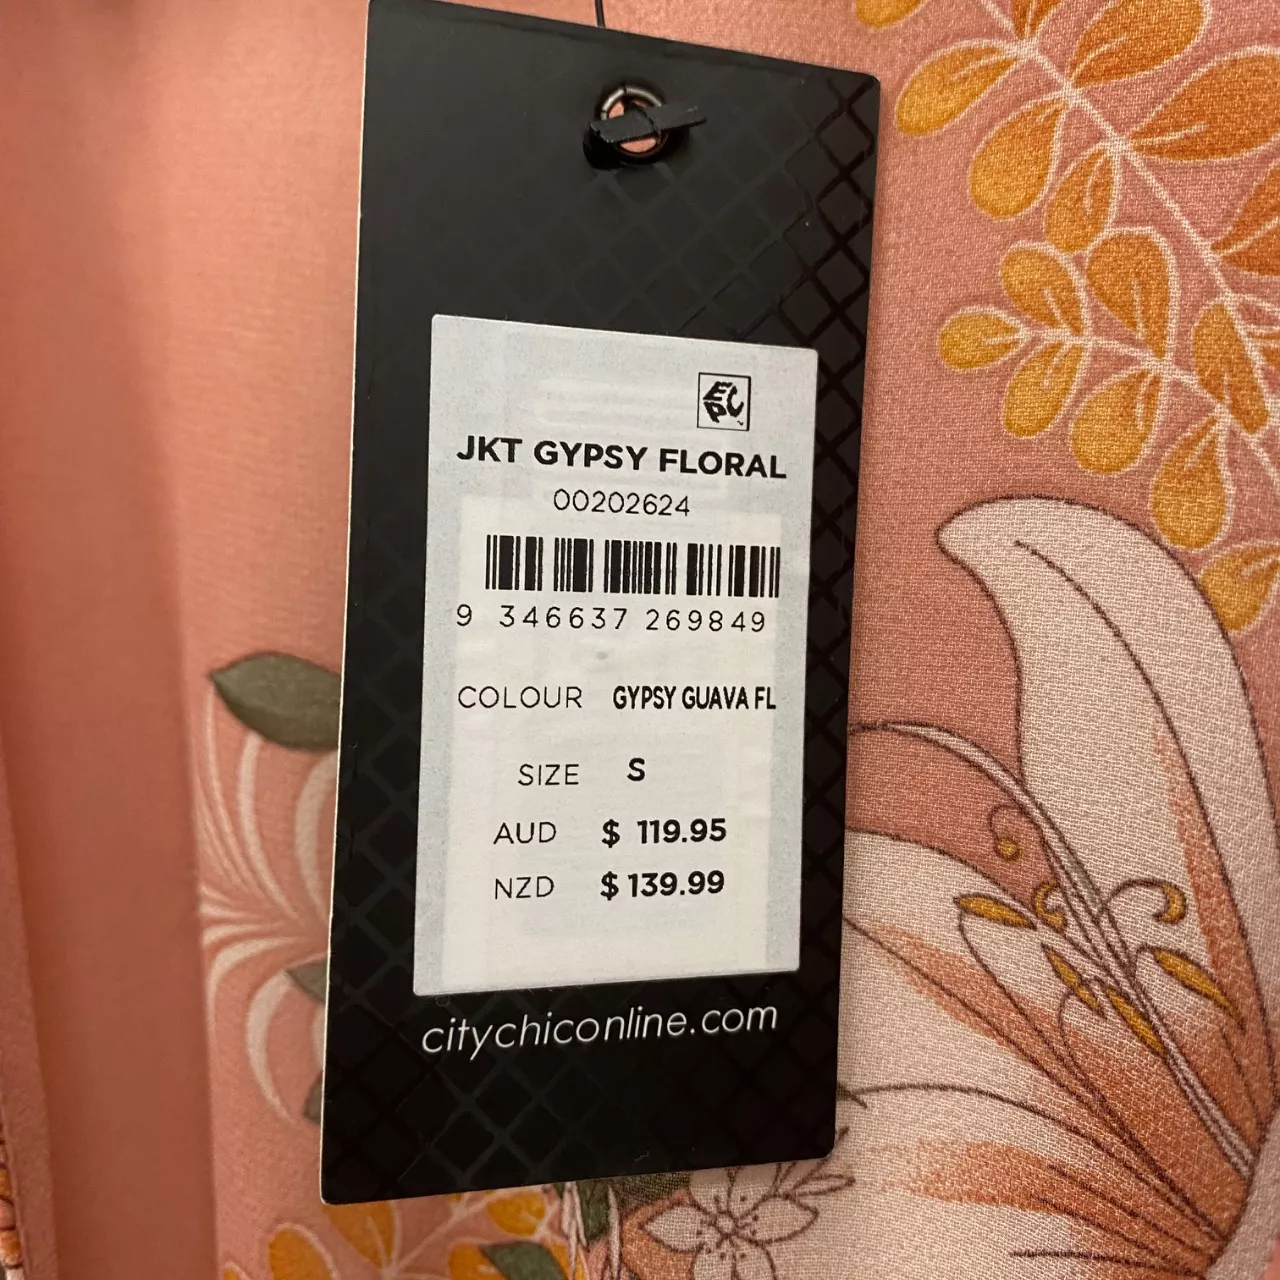 JKT GYPSY FLORAL
00202624
9 346637 269849
COLOUR GYPSY GUAVA FL
SIZE S
AUD $ 119.95
NZD $ 139.99
citychiconline.com